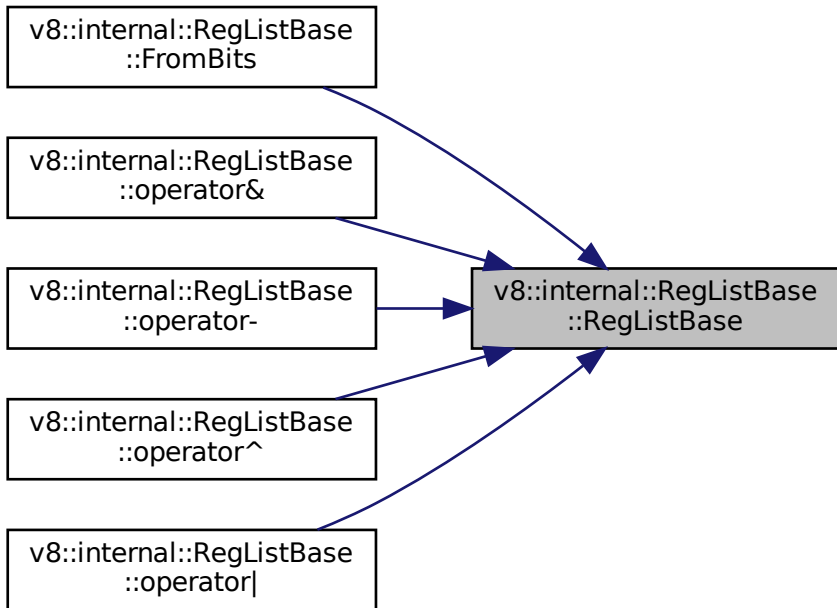 v8::internal::RegListBase
::FromBits
v8::internal::RegListBase
::operator&
v8::internal::RegListBase
::operator-
v8::internal::RegListBase
::RegListBase
v8::internal::RegListBase
::operator^
v8::internal::RegListBase
::operator|